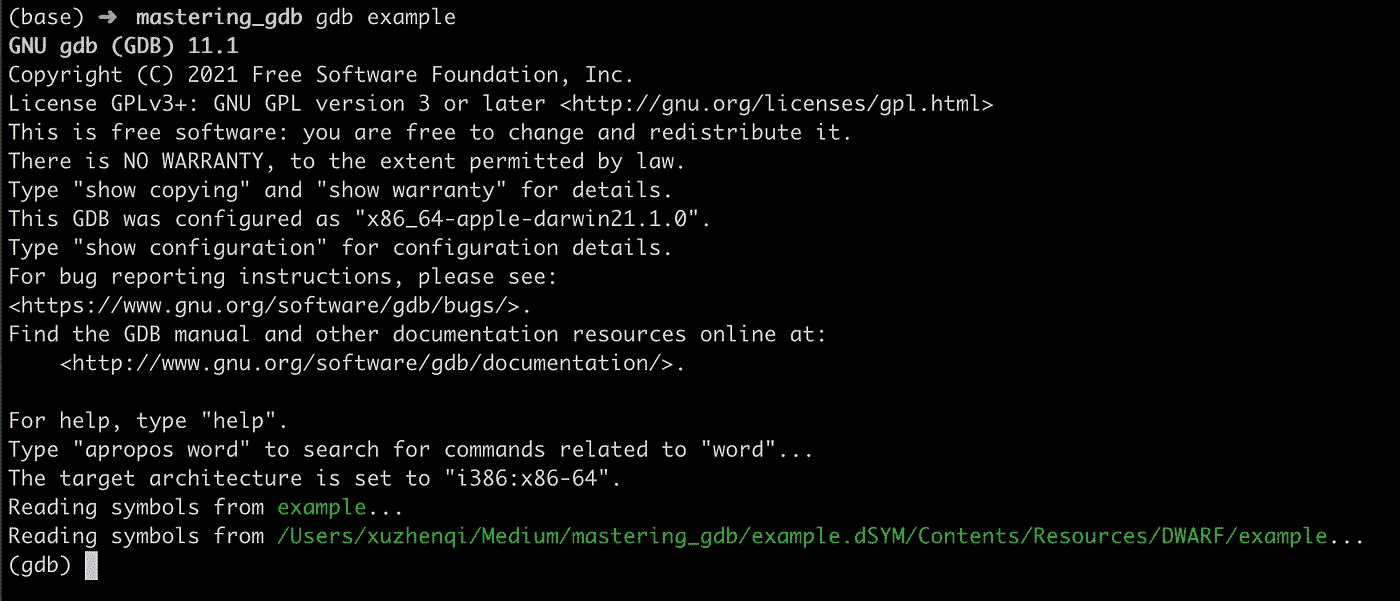 (base) ➜ mastering_gdb gdb example
GNU gdb (GDB) 11.1
Copyright (C) 2021 Free Software Foundation, Inc.
License GPLv3+: GNU GPL version 3 or later <http://gnu.org/licenses/gpl.html>
This is free software: you are free to change and redistribute it.
There is NO WARRANTY, to the extent permitted by law.
Type "show copying" and "show warranty" for details.
This GDB was configured as "x86_64-apple-darwin21.1.0".
Type "show configuration" for configuration details.
For bug reporting instructions, please see:
<https://www.gnu.org/software/gdb/bugs/>.
Find the GDB manual and other documentation resources online at:
    <http://www.gnu.org/software/gdb/documentation/>.

For help, type "help".
Type "apropos word" to search for commands related to "word"...
The target architecture is set to "i386:x86-64".
Reading symbols from example...
Reading symbols from /Users/xuzhenqi/Medium/mastering_gdb/example.dSYM/Contents/Resources/DWARF/example...
(gdb)